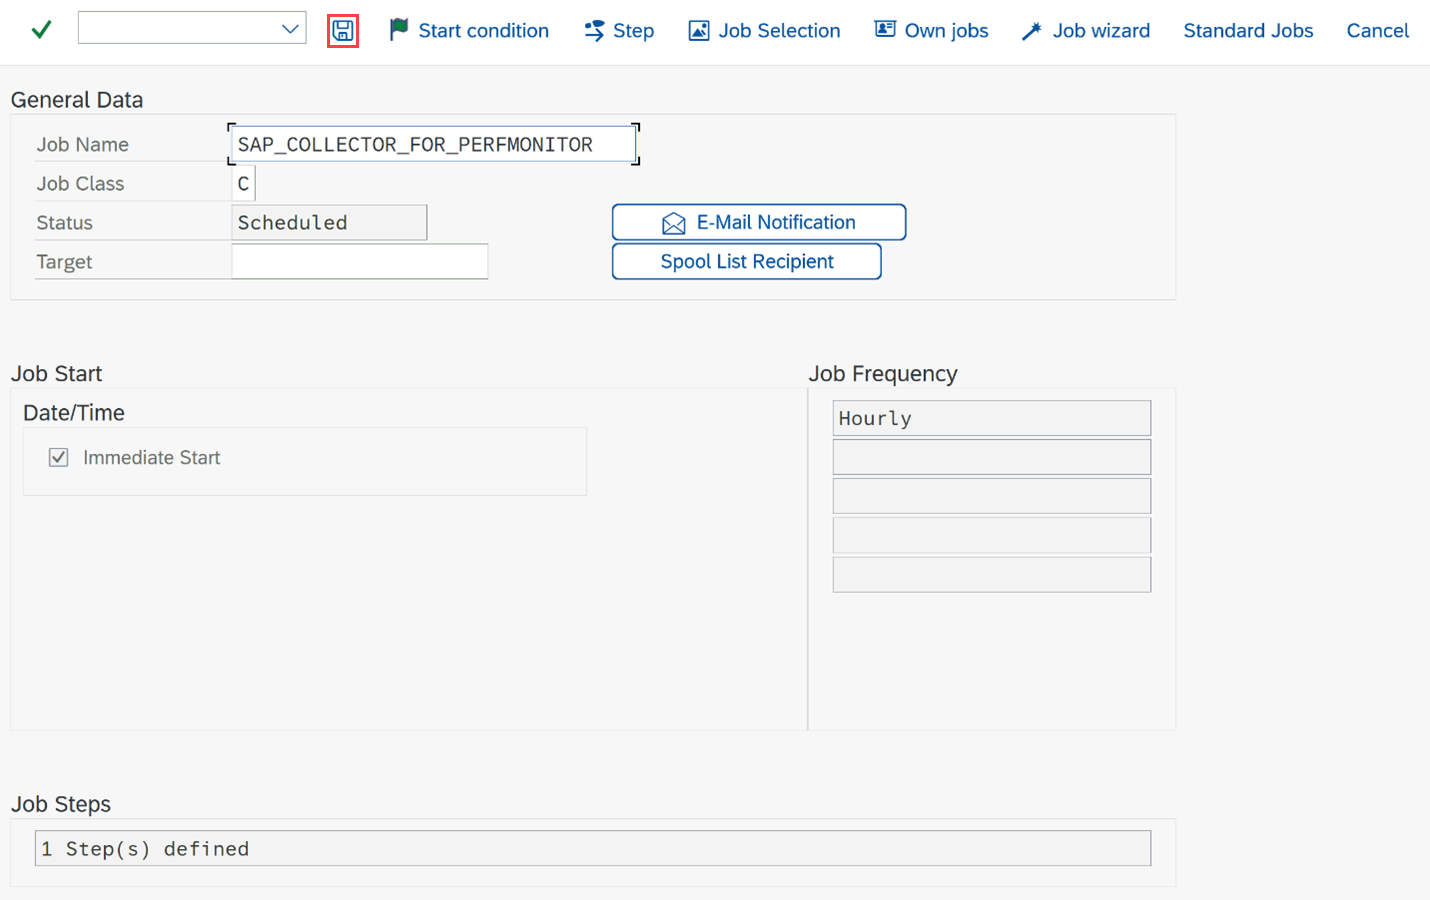 Start condition Step Job Selection Own jobs Job wizard Standard Jobs Cancel
General Data
Job Name SAP_COLLECTOR_FOR_PERFMONITOR
Job Class C
Status Scheduled E-Mail Notification
Target Spool List Recipient
Job Start Job Frequency
Date/Time
Hourly
Immediate Start
Job Steps
1 Step(s) defined